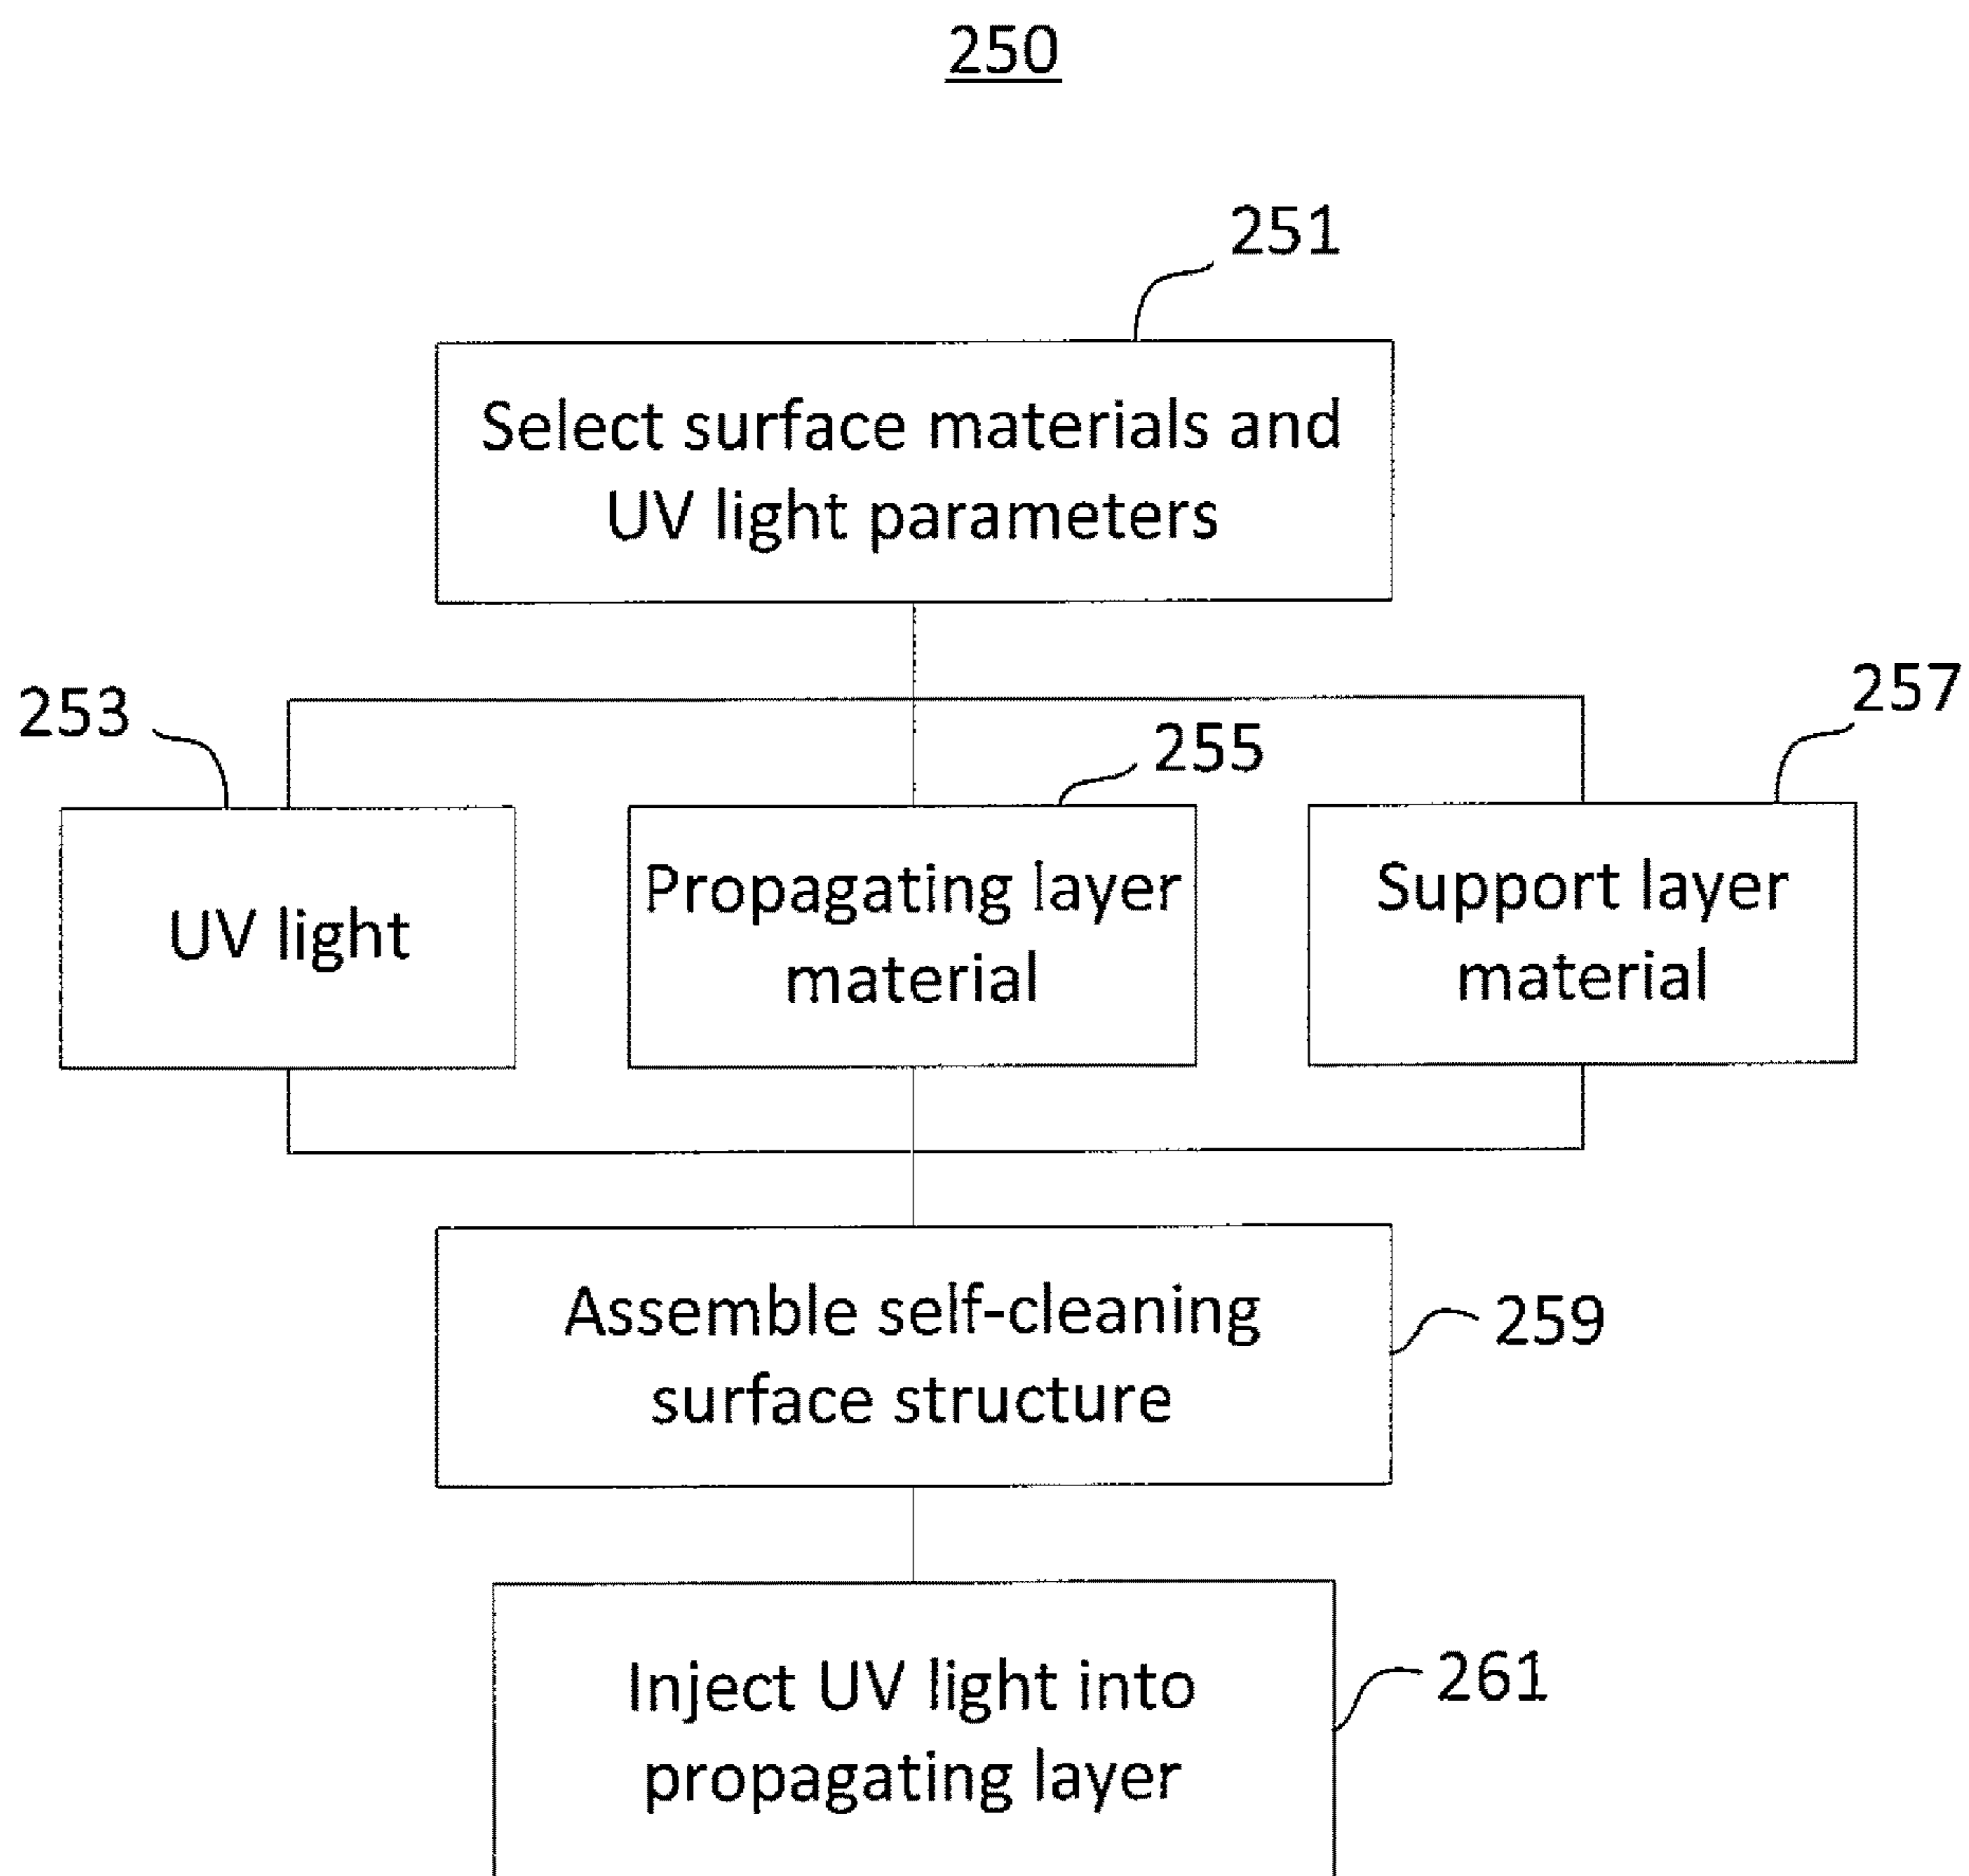 250
251
Select surface materials and
UV light parameters
253
255
257
UV light
Propagating layer
material
Support layer
material
Assemble self-cleaning
surface structure
259
Inject UV light into
propagating layer
261